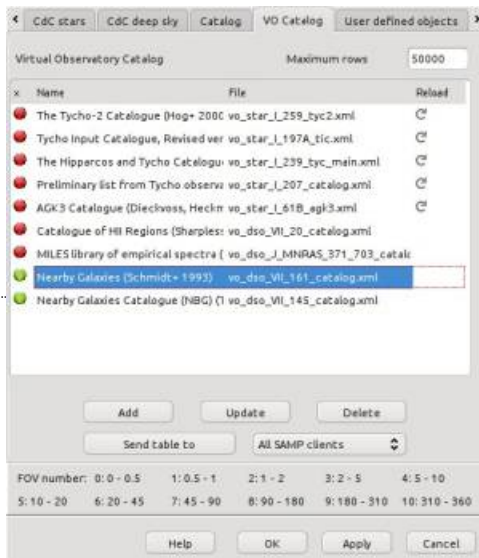 CdC stars CdC deep sky Catalog VO Catalog User defined objects
Virtual Observatory Catalog Maximum rows 50000
x Name File Reload
The Tycho-2 Catalogue (Hog+ 2000 vo_star_I_259_tyc2.xml
Tycho Input Catalogue, Revised ver vo_star_I_197A_tic.xml
The Hipparcos and Tycho Catalogu vo_star_I_239_tyc_main.xml
Preliminary list from Tycho observa vo_star_I_207_catalog.xml
AGK3 Catalogue (Dieckvoss, Heckm vo_star_I_61B_agk3.xml
Catalogue of HII Regions (Sharples: vo_dso_VII_20_catalog.xml
MILES library of empirical spectra ( vo_dso_J_MNRAS_371_703_catalo
Nearby Galaxies (Schmidt+ 1993) vo_dso_VII_161_catalog.xml
Nearby Galaxies Catalogue (NBG) (T vo_dso_VII_145_catalog.xml
Add Update Delete
Send table to All SAMP clients
FOV number: 0: 0 - 0.5 1: 0.5 - 1 2: 1 - 2 3: 2 - 5 4: 5 - 10
5: 10 - 20 6: 20 - 45 7: 45 - 90 8: 90 - 180 9: 180 - 310 10: 310 - 360
Help OK Apply Cancel